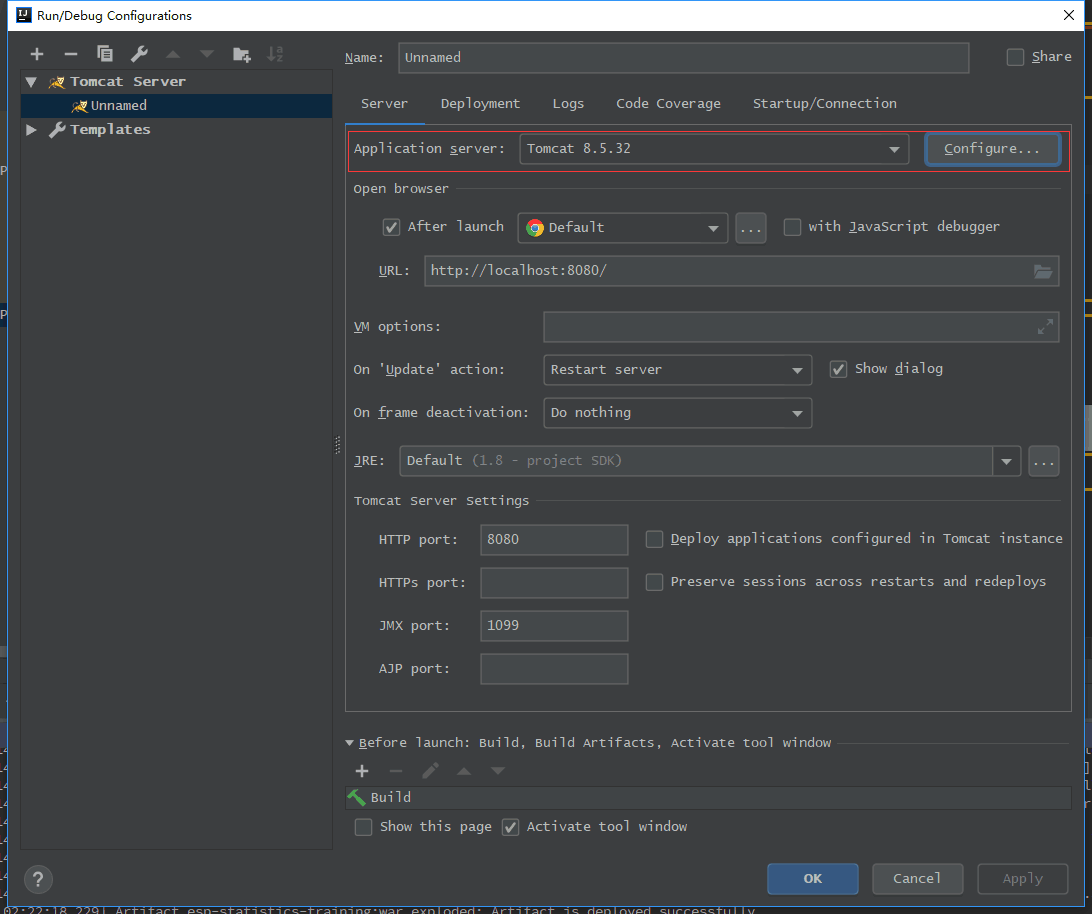 Run/Debug Configurations
Name: Unnamed Share
Tomcat Server
Unnamed
Templates
Server Deployment Logs Code Coverage Startup/Connection
Application server: Tomcat 8.5.32 Configure...
Open browser
After launch Default ... with JavaScript debugger
URL: http://localhost:8080/
VM options:
On 'Update' action: Restart server Show dialog
On frame deactivation: Do nothing
JRE: Default (1.8 - project SDK) ...
Tomcat Server Settings
HTTP port: 8080 Deploy applications configured in Tomcat instance
HTTPs port: Preserve sessions across restarts and redeploys
JMX port: 1099
AJP port:
Before launch: Build, Build Artifacts, Activate tool window
Build
Show this page Activate tool window
? OK Cancel Apply
02:22:18,229] Artifact esp-statistics-training:war exploded: Artifact is deployed successfully